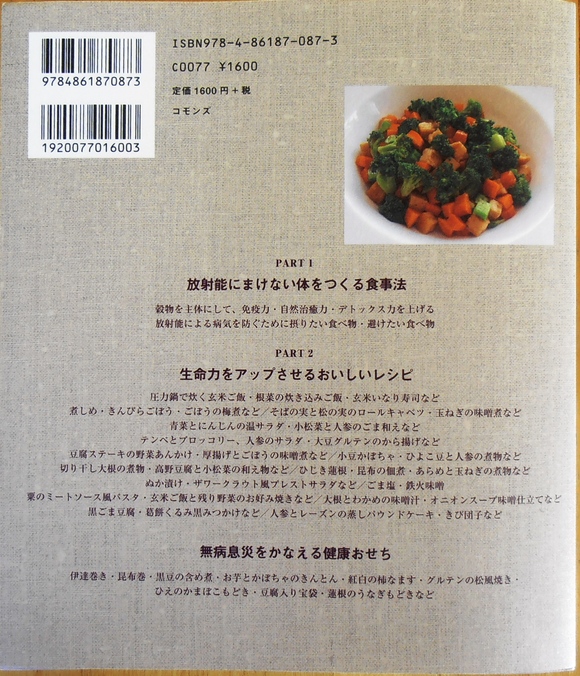 ISBN978-4-86187-087-3
C0077 ¥1600
定価 1600円+税
コモンズ
9784861870873
1920077016003
PART 1
放射能にまけない体をつくる食事法
穀物を主体にして、免疫力・自然治癒力・デトックス力を上げる
放射能による病気を防ぐために摂りたい食べ物・避けたい食べ物
PART 2
生命力をアップさせるおいしいレシピ
圧力鍋で炊く玄米ご飯・根菜の炊き込みご飯・玄米いなり寿司など
煮しめ・きんぴらごぼう・ごぼうの梅煮など/そばの実と松の実のロールキャベツ・玉ねぎの味噌煮など
青菜とにんじんの温サラダ・小松菜と人参のごま和えなど
テンペとブロッコリー、人参のサラダ・大豆グルテンのから揚げなど
豆腐ステーキの野菜あんかけ・厚揚げとごぼうの味噌煮など/小豆かぼちゃ・ひよこ豆と人参の煮物など
切り干し大根の煮物・高野豆腐と小松菜の和え物など/ひじき蓮根・昆布の佃煮・あらめと玉ねぎの煮物など
ぬか漬け・ザワークラウト風プレストサラダなど/ごま塩・鉄火味噌
粟のミートソース風パスタ・玄米ご飯と残り野菜のお好み焼きなど/大根とわかめの味噌汁・オニオンスープ味噌仕立てなど
黒ごま豆腐・葛餅くるみ黒みつかけなど/人参とレーズンの蒸しパウンドケーキ・きび団子など
無病息災をかなえる健康おせち
伊達巻き・昆布巻・黒豆の含め煮・お芋とかぼちゃのきんとん・紅白の柿なます・グルテンの松風焼き・
ひえのかまぼこもどき・豆腐入り宝袋・蓮根のうなぎもどきなど